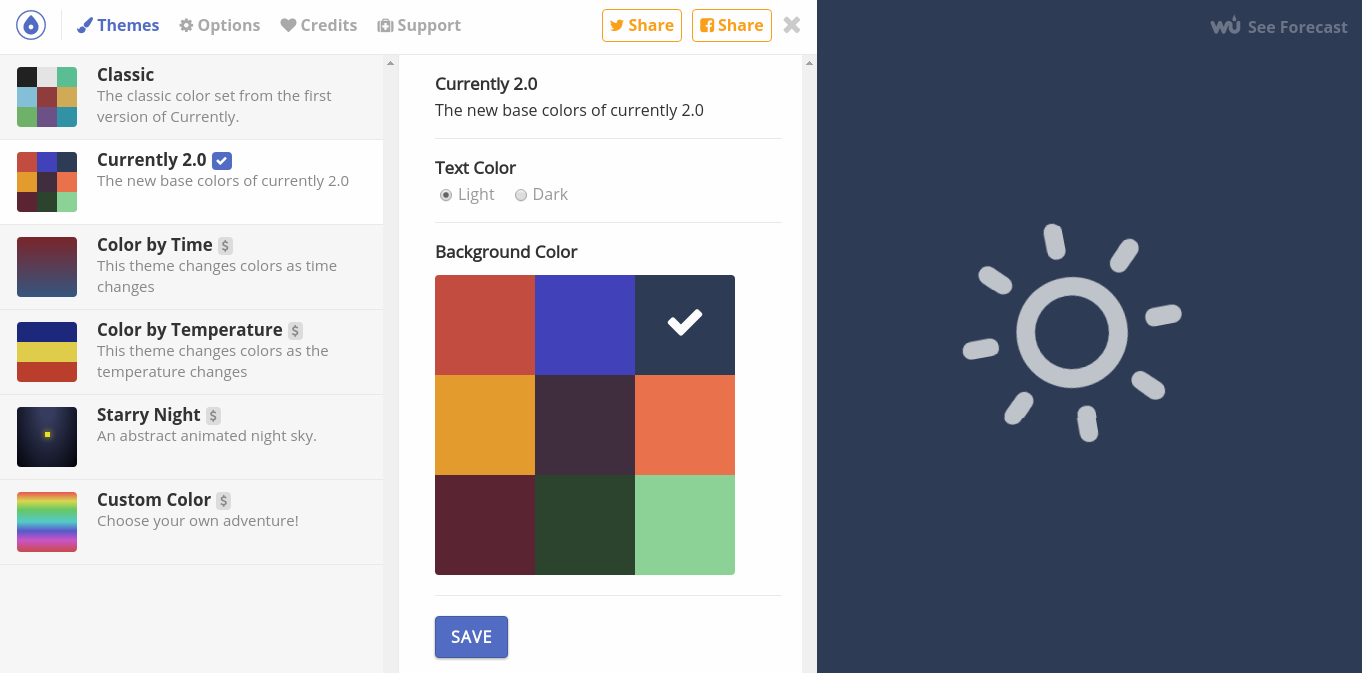 Themes Options Credits Support Share Share
wu See Forecast
Classic
The classic color set from the first
version of Currently.
Currently 2.0
The new base colors of currently 2.0
Color by Time $
This theme changes colors as time
changes
Color by Temperature $
This theme changes colors as the
temperature changes
Starry Night $
An abstract animated night sky.
Custom Color $
Choose your own adventure!
Currently 2.0
The new base colors of currently 2.0
Text Color
Light Dark
Background Color
SAVE